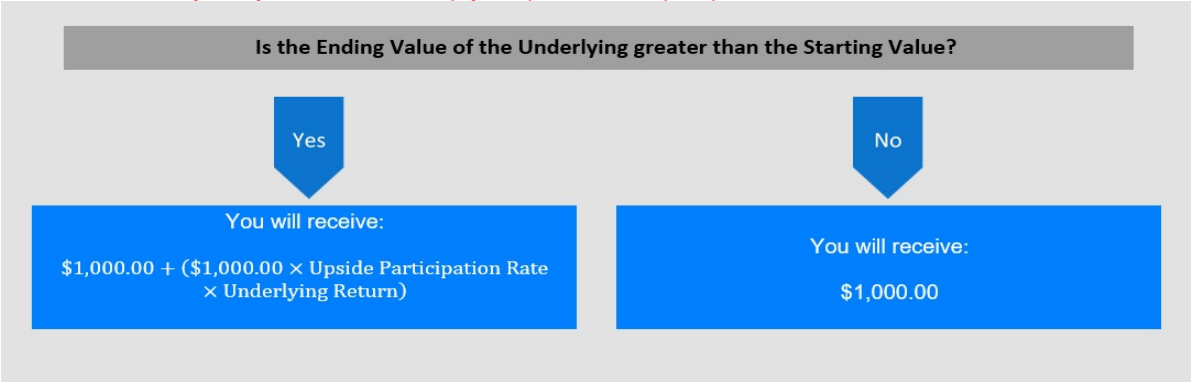 Is the Ending Value of the Underlying greater than the Starting Value?
Yes
No
You will receive:
$1,000.00 + ($1,000.00 × Upside Participation Rate
× Underlying Return)
You will receive:
$1,000.00